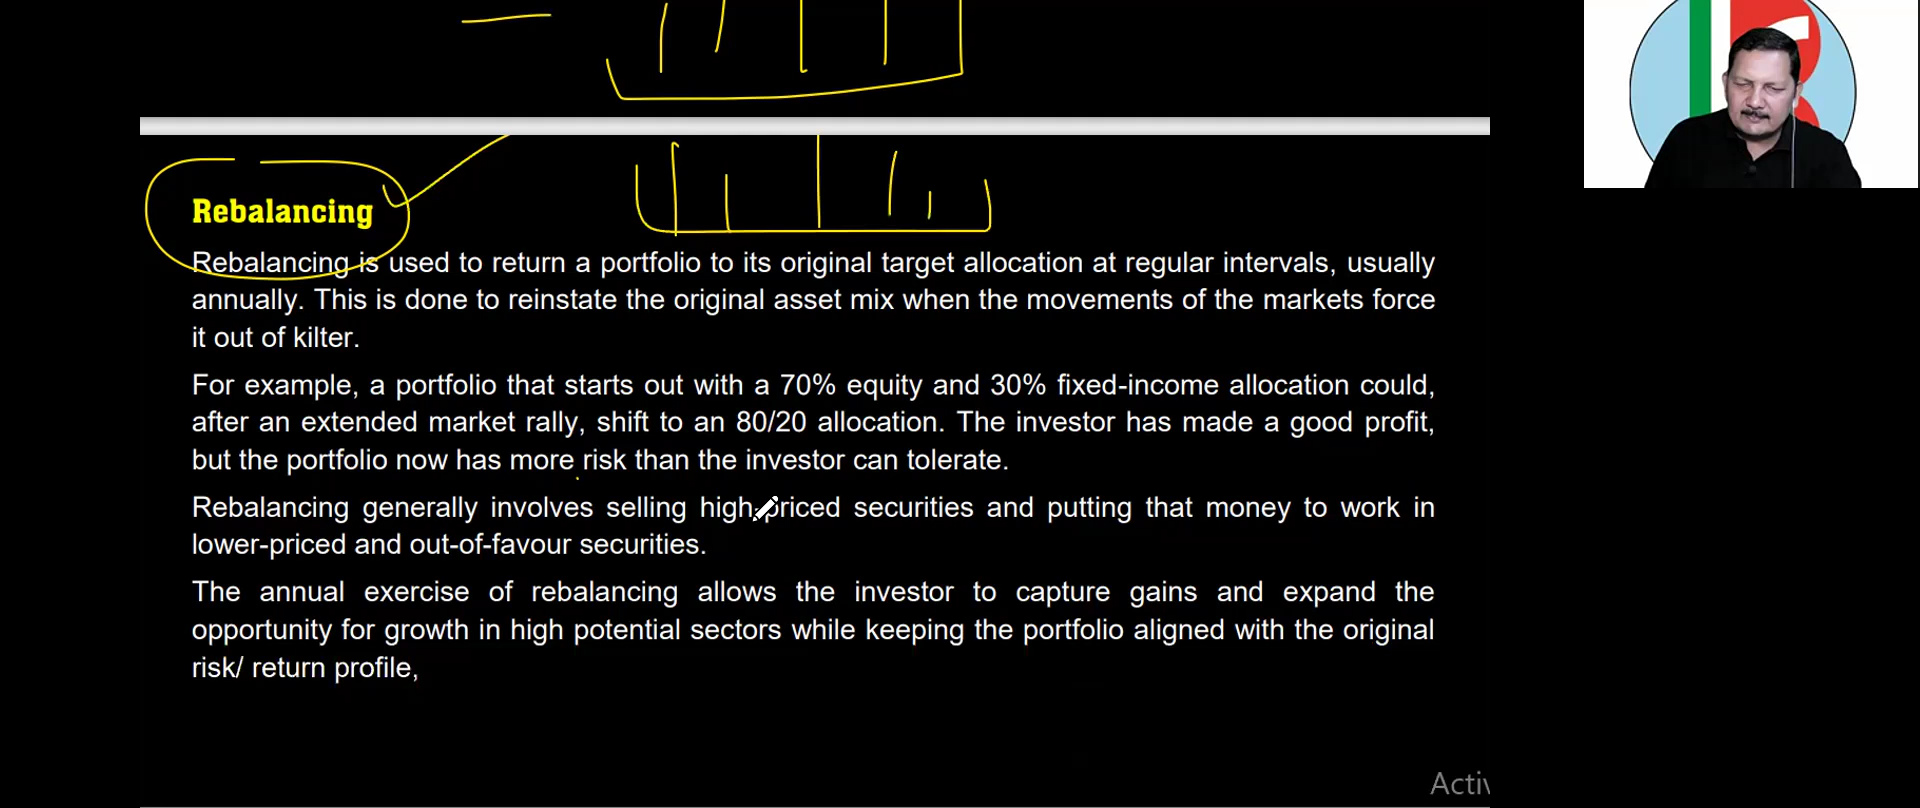 Rebalancing
Rebalancing is used to return a portfolio to its original target allocation at regular intervals, usually
annually. This is done to reinstate the original asset mix when the movements of the markets force
it out of kilter.
For example, a portfolio that starts out with a 70% equity and 30% fixed-income allocation could,
after an extended market rally, shift to an 80/20 allocation. The investor has made a good profit,
but the portfolio now has more risk than the investor can tolerate.
Rebalancing generally involves selling high-priced securities and putting that money to work in
lower-priced and out-of-favour securities.
The annual exercise of rebalancing allows the investor to capture gains and expand the
opportunity for growth in high potential sectors while keeping the portfolio aligned with the original
risk/ return profile,
Activ